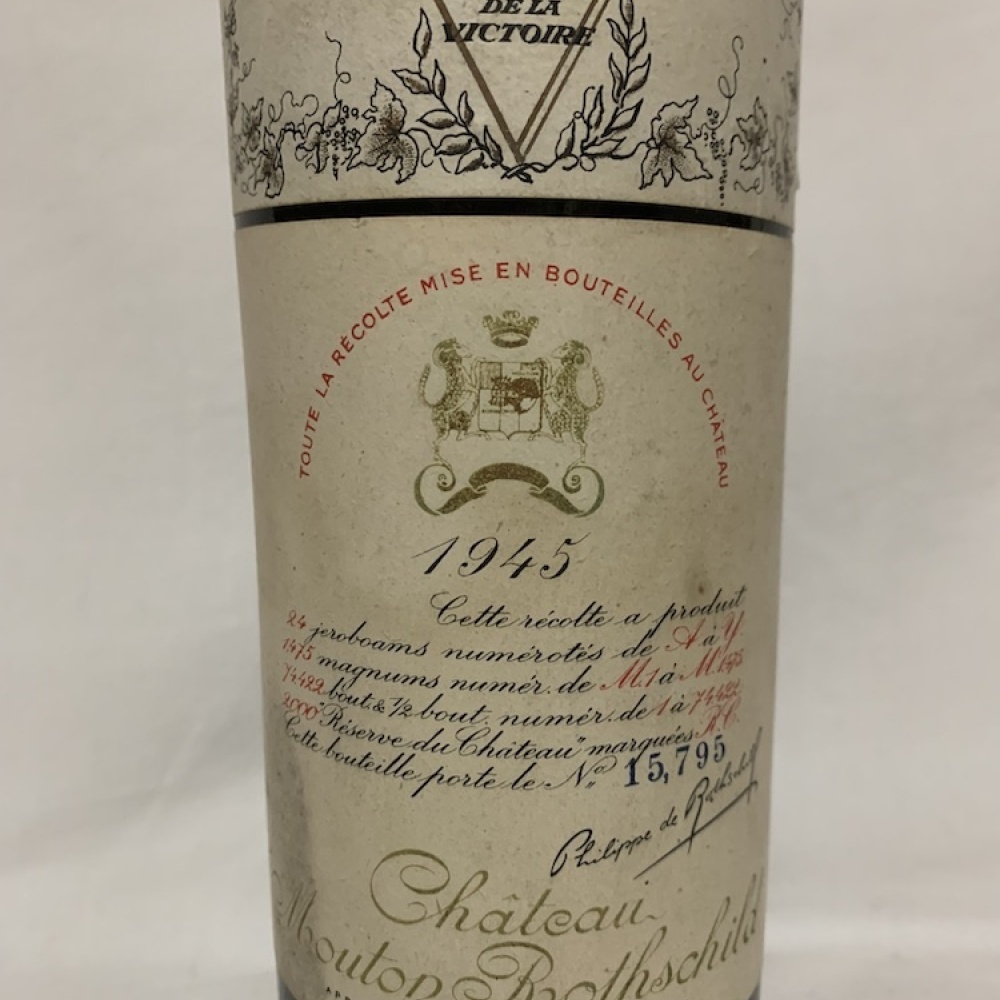 DE LA
VICTOIRE
TOUTE LA RÉCOLTE MISE EN BOUTEILLES AU CHÂTEAU
1945
Cette récolte a produit
24 jeroboams numérotés de A à Y.
1475 magnums numér. de M.1 à M.1475
74422 bout. & 1/2 bout. numér. de 1 à 74422
2000 "Réserve du Château" marquées R.C.
Cette bouteille porte le No 15,795
Philippe de Rothschild
Château
Mouton Rothschild